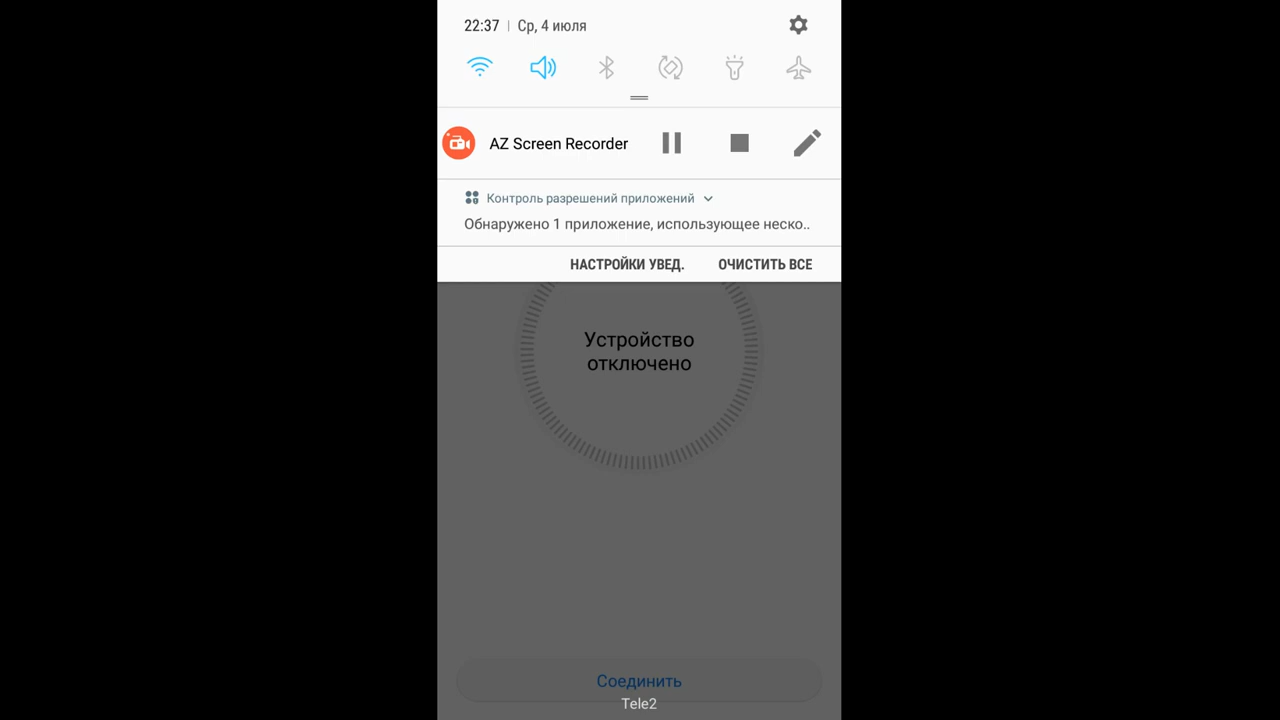 22:37 | Ср, 4 июля
AZ Screen Recorder
Контроль разрешений приложений
Обнаружено 1 приложение, использующее неско..
НАСТРОЙКИ УВЕД. ОЧИСТИТЬ ВСЕ
Устройство
отключено
Соединить
Tele2